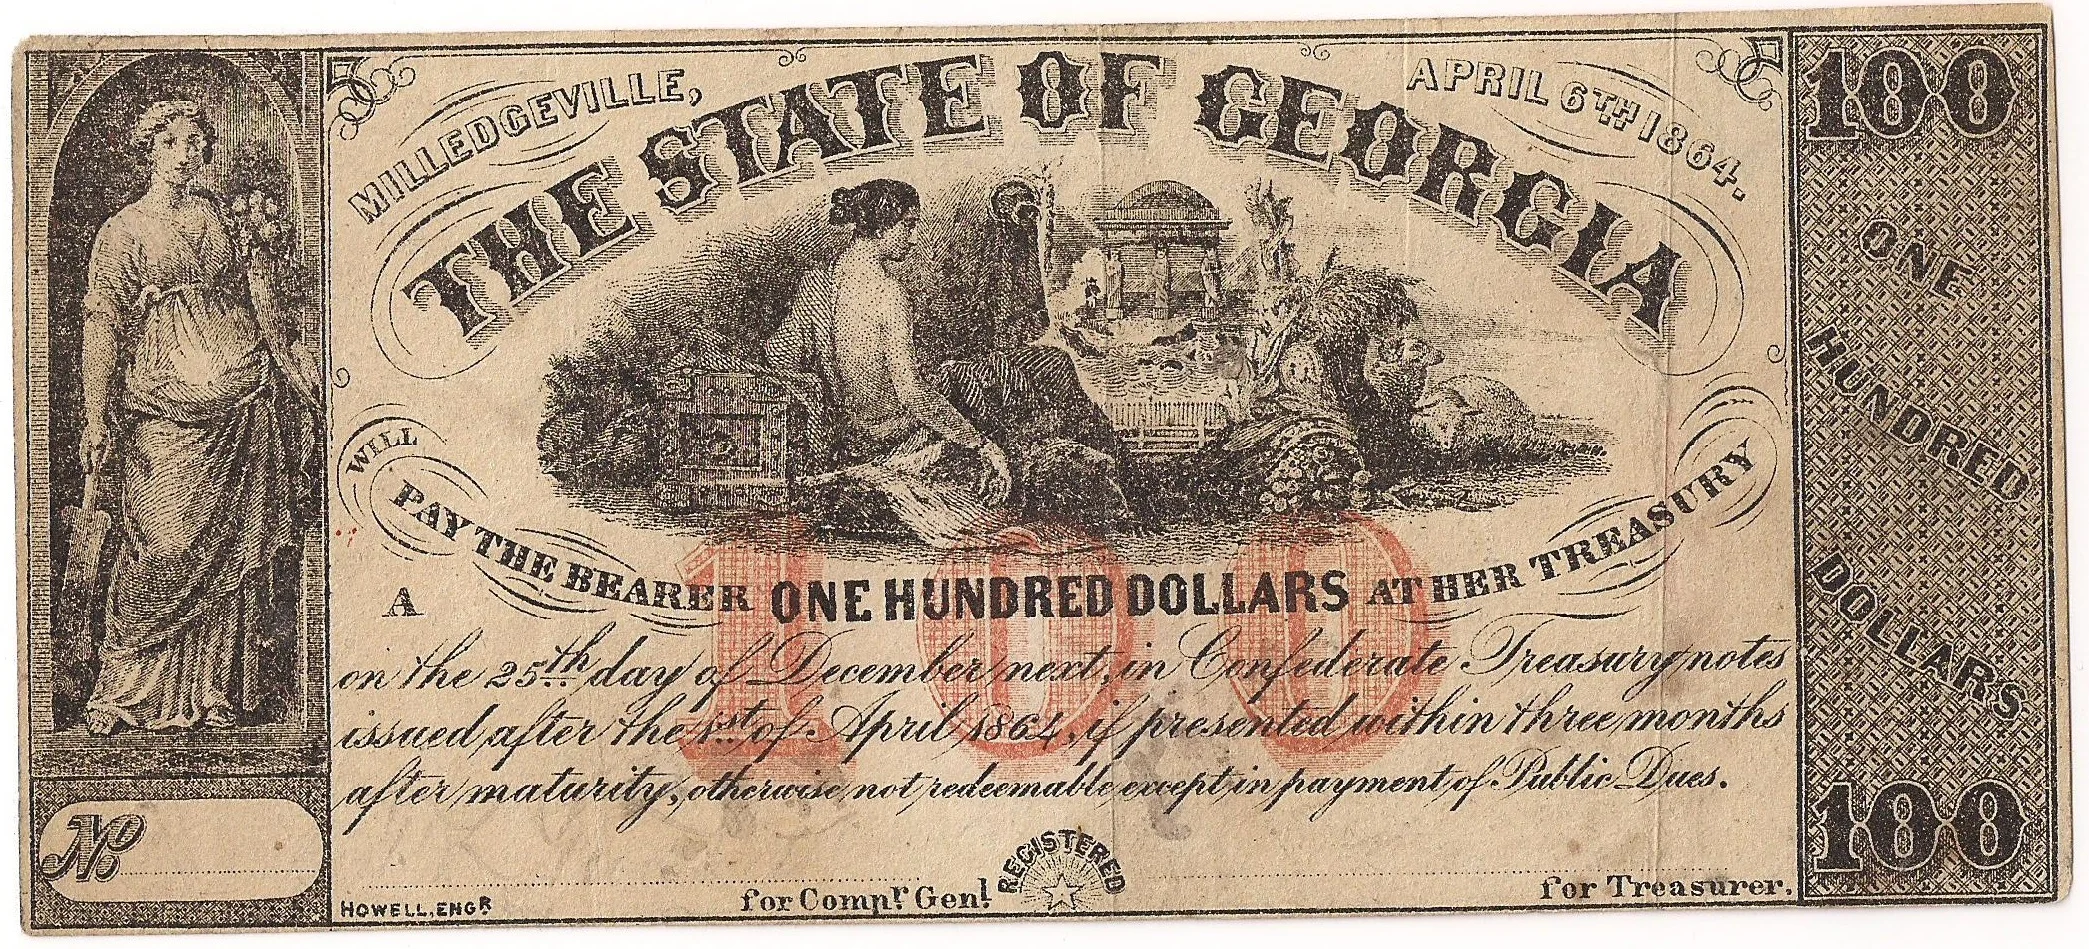 MILLEDGEVILLE, APRIL 6TH 1864.
THE STATE OF GEORGIA
WILL
PAY THE BEARER ONE HUNDRED DOLLARS AT HER TREASURY
A
100
on the 25th day of December next, in Confederate Treasury notes
issued after the 1st of April 1864, if presented within three months
after maturity, otherwise not redeemable except in payment of Public Dues.
No
HOWELL, ENGR
for Compr Genl
REGISTERED
for Treasurer.
100
ONE
HUNDRED
DOLLARS
100